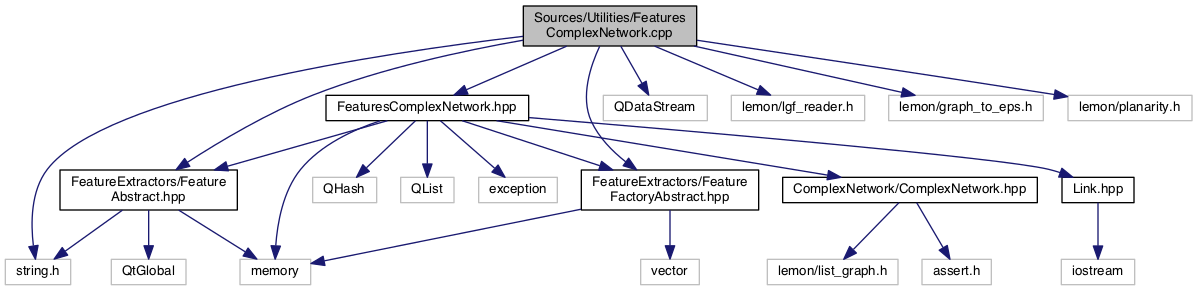 Sources/Utilities/Features
ComplexNetwork.cpp
FeaturesComplexNetwork.hpp
QDataStream
lemon/lgf_reader.h
lemon/graph_to_eps.h
lemon/planarity.h
FeatureExtractors/Feature
Abstract.hpp
QHash
QList
exception
FeatureExtractors/Feature
FactoryAbstract.hpp
ComplexNetwork/ComplexNetwork.hpp
Link.hpp
string.h
QtGlobal
memory
vector
lemon/list_graph.h
assert.h
iostream